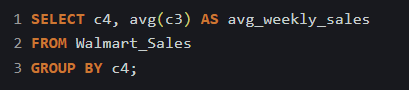 1 SELECT c4, avg(c3) AS avg_weekly_sales
2 FROM Walmart_Sales
3 GROUP BY c4;